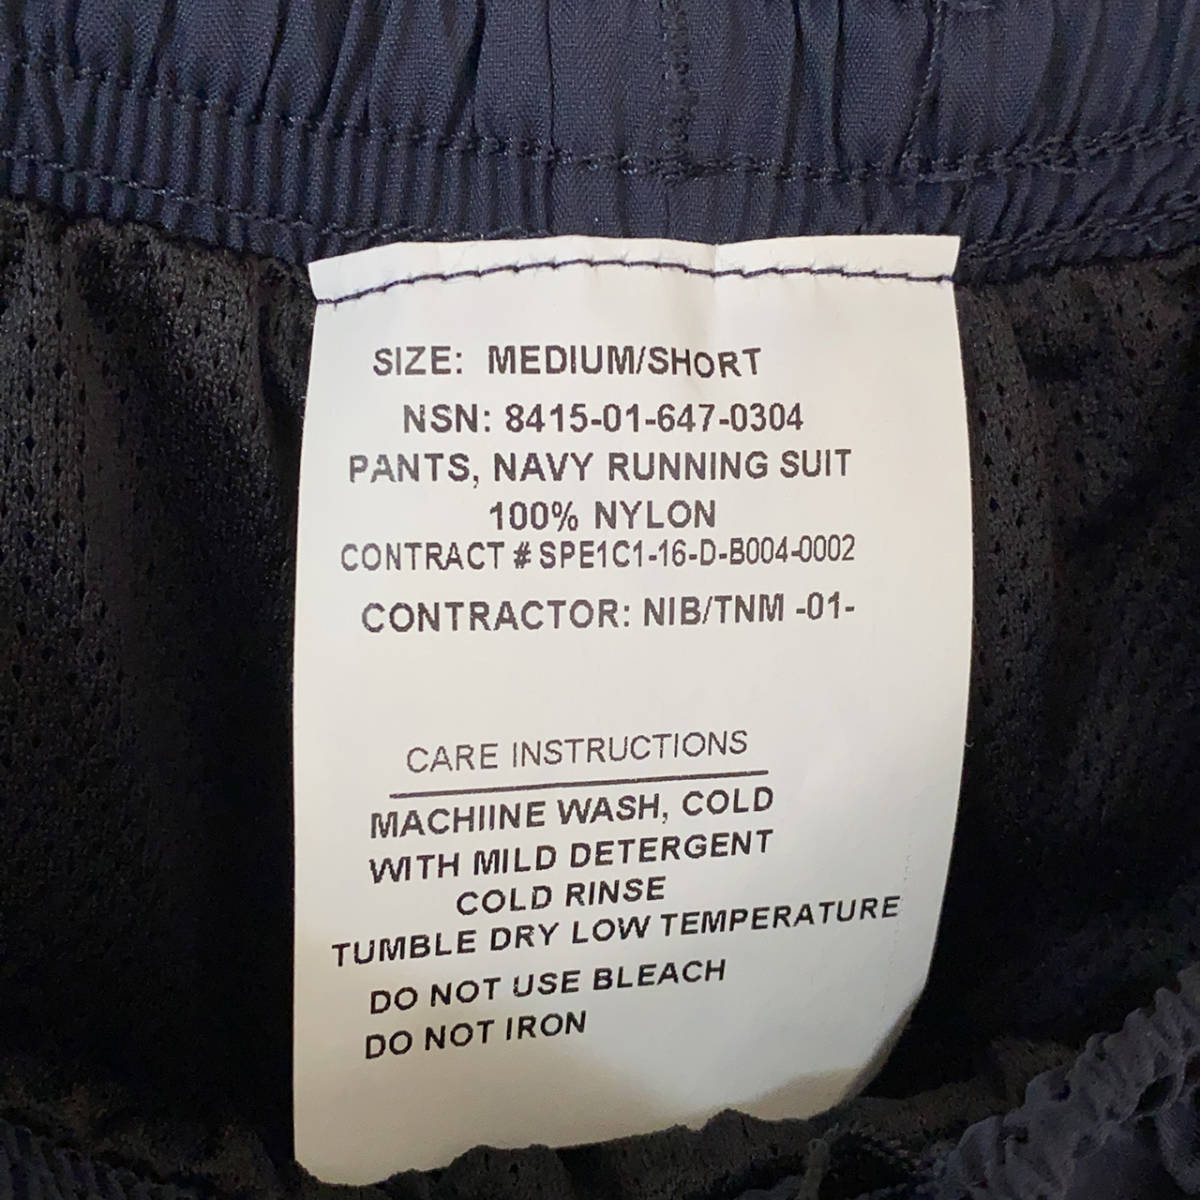 SIZE: MEDIUM/SHORT
NSN: 8415-01-647-0304
PANTS, NAVY RUNNING SUIT
100% NYLON
CONTRACT # SPE1C1-16-D-B004-0002
CONTRACTOR: NIB/TNM -01-
CARE INSTRUCTIONS
MACHIINE WASH, COLD
WITH MILD DETERGENT
COLD RINSE
TUMBLE DRY LOW TEMPERATURE
DO NOT USE BLEACH
DO NOT IRON